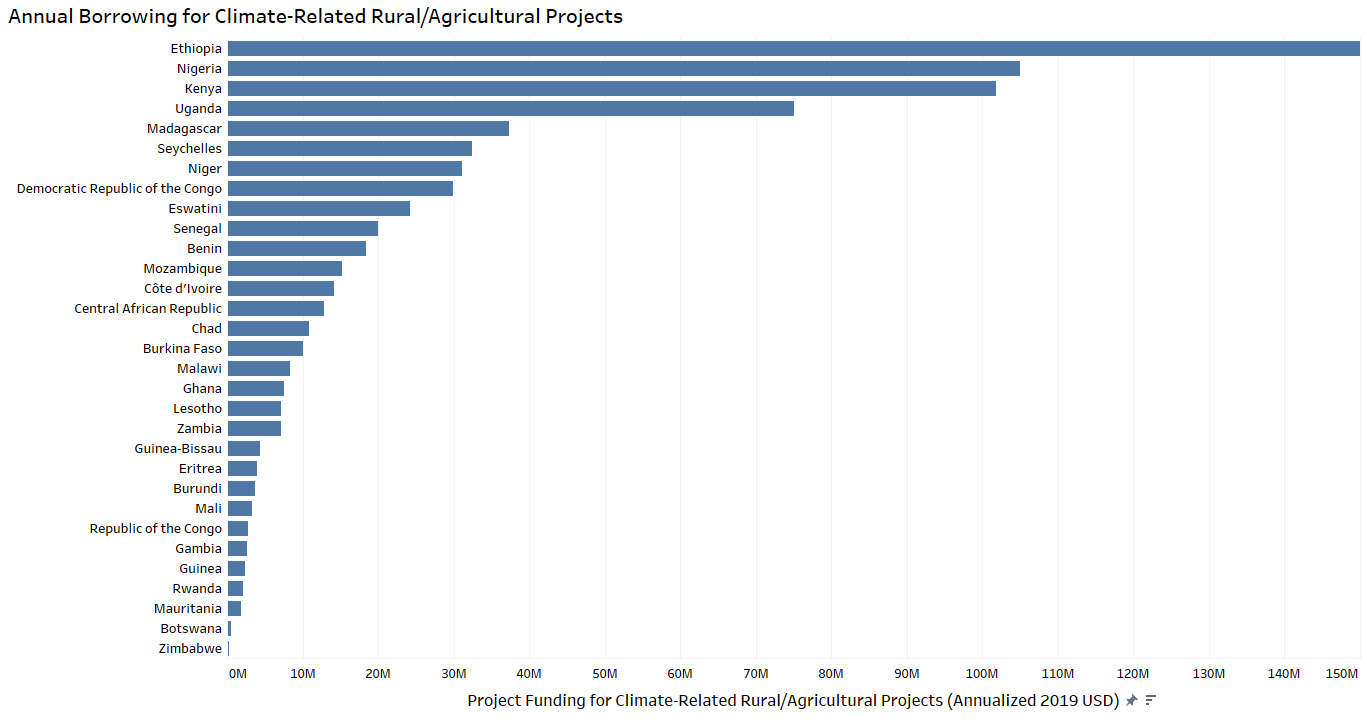 Annual Borrowing for Climate-Related Rural/Agricultural Projects
Ethiopia
Nigeria
Kenya
Uganda
Madagascar
Seychelles
Niger
Democratic Republic of the Congo
Eswatini
Senegal
Benin
Mozambique
Côte d’Ivoire
Central African Republic
Chad
Burkina Faso
Malawi
Ghana
Lesotho
Zambia
Guinea-Bissau
Eritrea
Burundi
Mali
Republic of the Congo
Gambia
Guinea
Rwanda
Mauritania
Botswana
Zimbabwe
0M 10M 20M 30M 40M 50M 60M 70M 80M 90M 100M 110M 120M 130M 140M 150M
Project Funding for Climate-Related Rural/Agricultural Projects (Annualized 2019 USD)